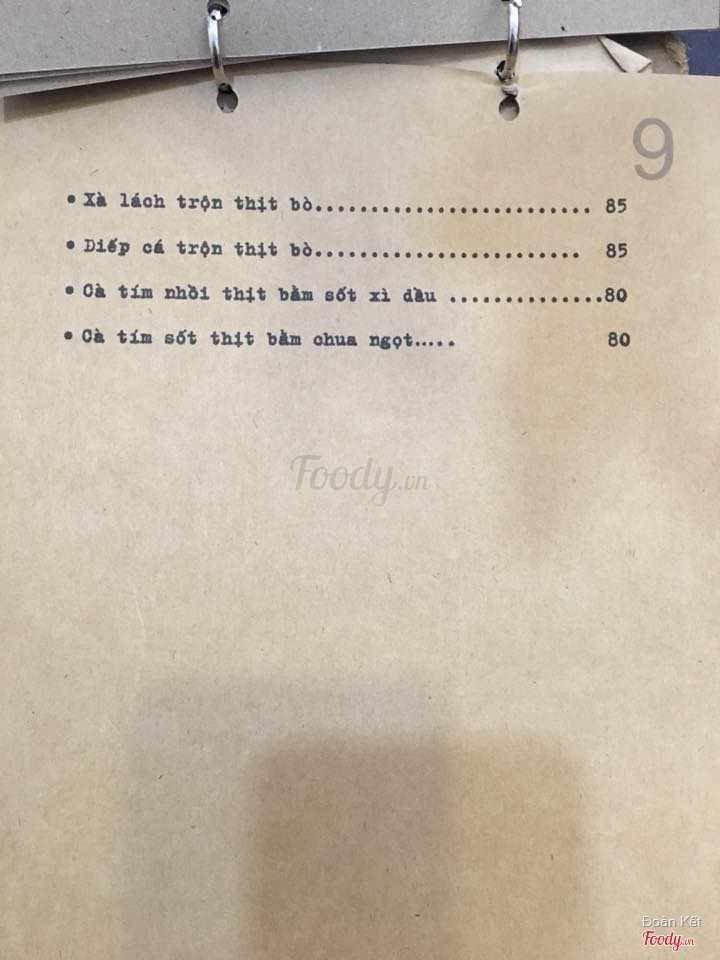 9
• Xà lách trộn thịt bò.......................... 85
• Diếp cá trộn thịt bò......................... 85
• Cà tím nhồi thịt bằm sốt xì dầu ...............80
• Cà tím sốt thịt bằm chua ngọt..... 80
Foody.vn
Đoàn Kết
Foody.vn